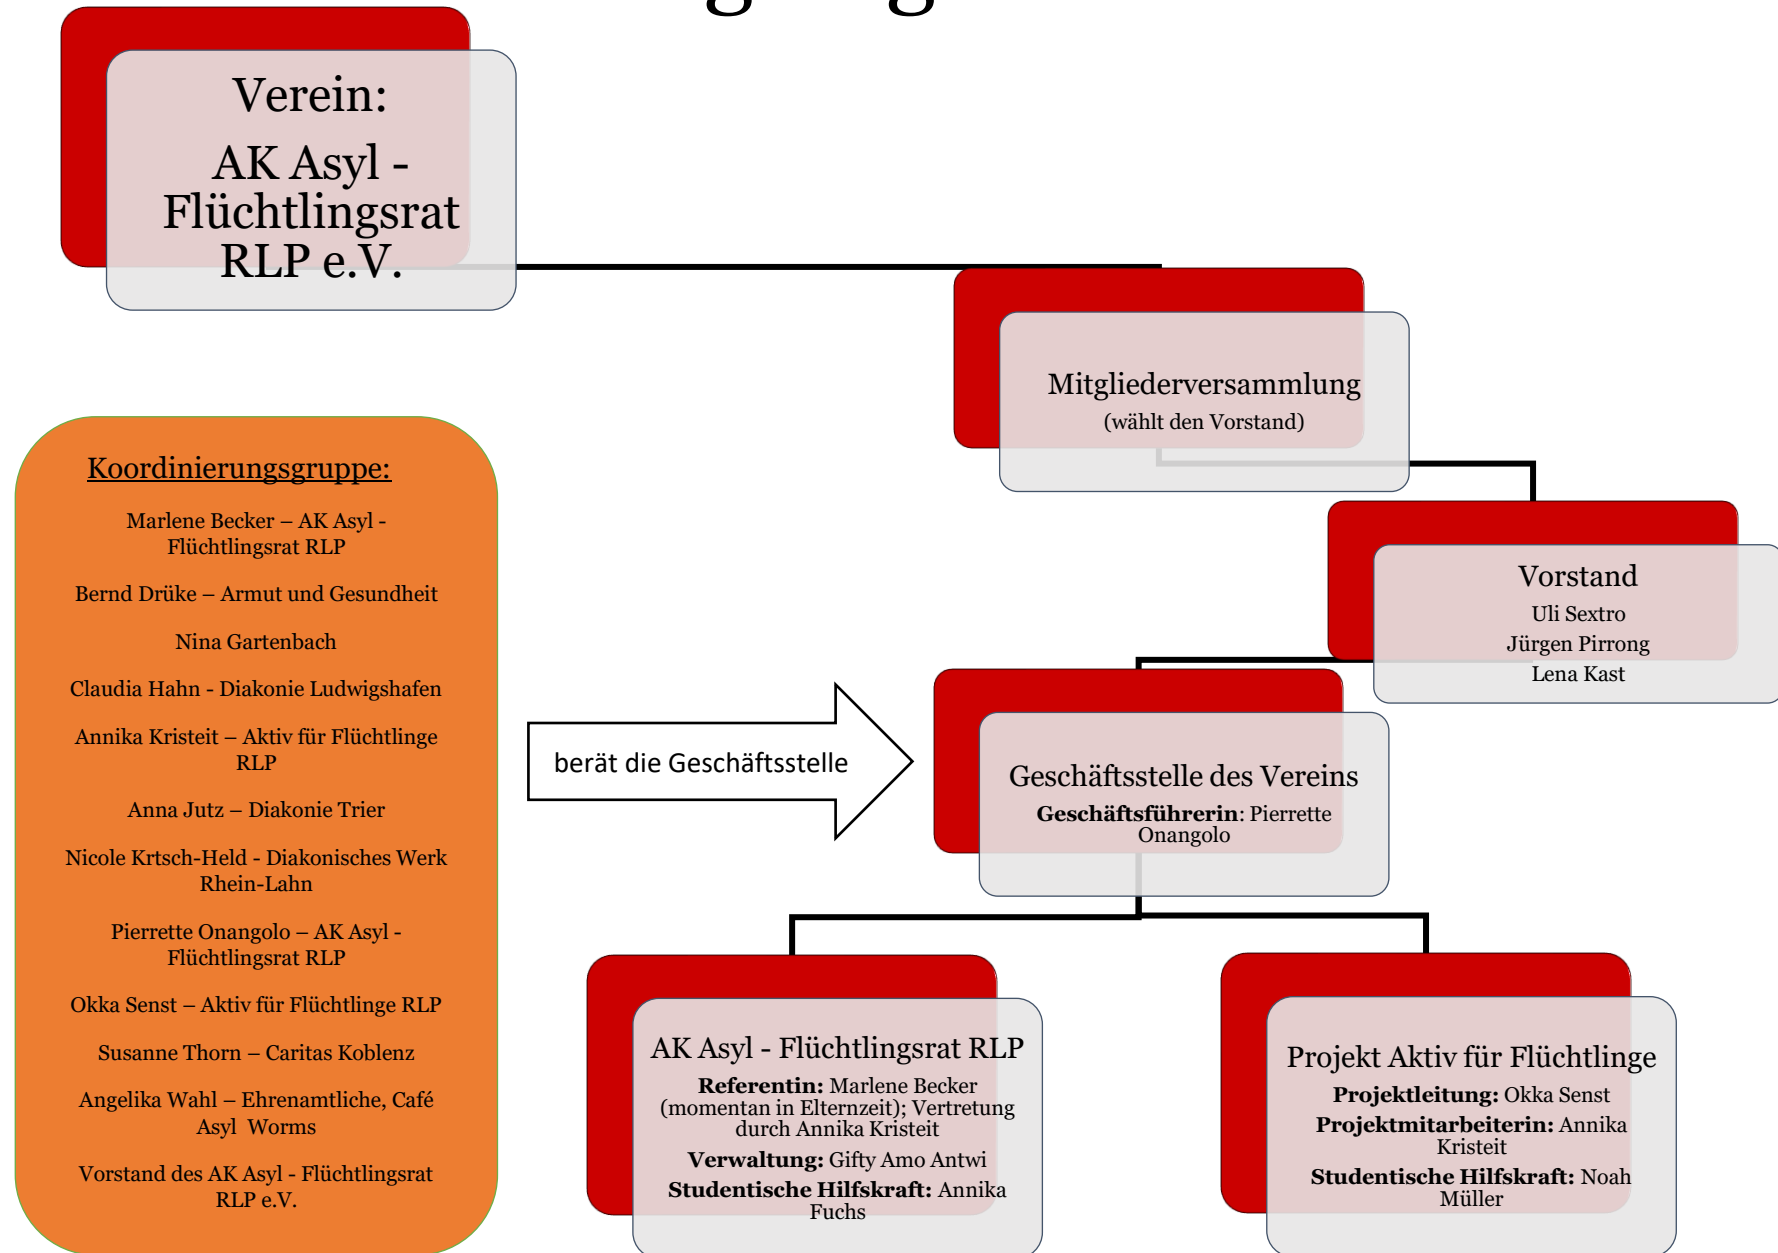 Verein:
AK Asyl -
Flüchtlingsrat
RLP e.V.
Mitgliederversammlung
(wählt den Vorstand)
Vorstand
Uli Sextro
Jürgen Pirrong
Lena Kast
Koordinierungsgruppe:
Marlene Becker – AK Asyl -
Flüchtlingsrat RLP
Bernd Drüke – Armut und Gesundheit
Nina Gartenbach
Claudia Hahn - Diakonie Ludwigshafen
Annika Kristeit – Aktiv für Flüchtlinge
RLP
Anna Jutz – Diakonie Trier
Nicole Krtsch-Held - Diakonisches Werk
Rhein-Lahn
Pierrette Onangolo – AK Asyl -
Flüchtlingsrat RLP
Okka Senst – Aktiv für Flüchtlinge RLP
Susanne Thorn – Caritas Koblenz
Angelika Wahl – Ehrenamtliche, Café
Asyl Worms
Vorstand des AK Asyl - Flüchtlingsrat
RLP e.V.
berät die Geschäftsstelle
Geschäftsstelle des Vereins
Geschäftsführerin: Pierrette
Onangolo
AK Asyl - Flüchtlingsrat RLP
Referentin: Marlene Becker
(momentan in Elternzeit); Vertretung
durch Annika Kristeit
Verwaltung: Gifty Amo Antwi
Studentische Hilfskraft: Annika
Fuchs
Projekt Aktiv für Flüchtlinge
Projektleitung: Okka Senst
Projektmitarbeiterin: Annika
Kristeit
Studentische Hilfskraft: Noah
Müller